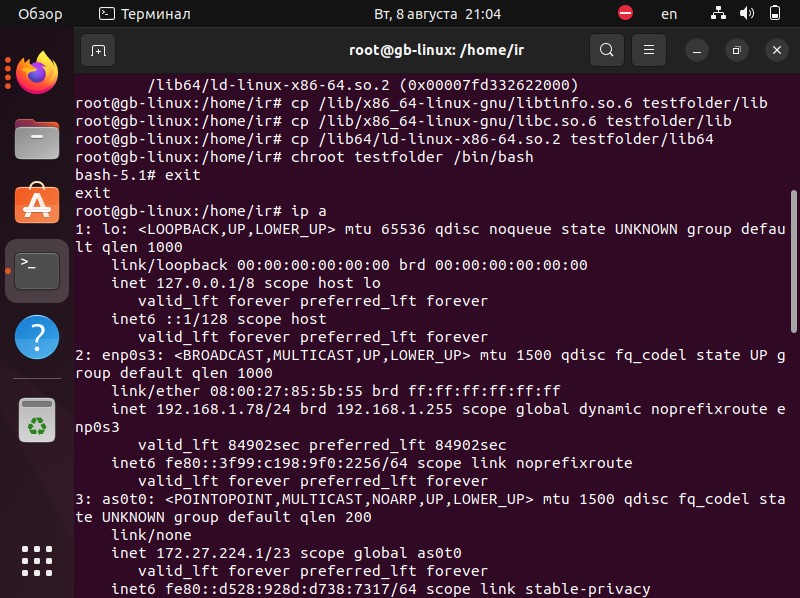 Обзор Терминал Вт, 8 августа 21:04 en
root@gb-linux: /home/ir
/lib64/ld-linux-x86-64.so.2 (0x00007fd332622000)
root@gb-linux:/home/ir# cp /lib/x86_64-linux-gnu/libtinfo.so.6 testfolder/lib
root@gb-linux:/home/ir# cp /lib/x86_64-linux-gnu/libc.so.6 testfolder/lib
root@gb-linux:/home/ir# cp /lib64/ld-linux-x86-64.so.2 testfolder/lib64
root@gb-linux:/home/ir# chroot testfolder /bin/bash
bash-5.1# exit
exit
root@gb-linux:/home/ir# ip a
1: lo: <LOOPBACK,UP,LOWER_UP> mtu 65536 qdisc noqueue state UNKNOWN group defau
lt qlen 1000
link/loopback 00:00:00:00:00:00 brd 00:00:00:00:00:00
inet 127.0.0.1/8 scope host lo
valid_lft forever preferred_lft forever
inet6 ::1/128 scope host
valid_lft forever preferred_lft forever
2: enp0s3: <BROADCAST,MULTICAST,UP,LOWER_UP> mtu 1500 qdisc fq_codel state UP g
roup default qlen 1000
link/ether 08:00:27:85:5b:55 brd ff:ff:ff:ff:ff:ff
inet 192.168.1.78/24 brd 192.168.1.255 scope global dynamic noprefixroute e
np0s3
valid_lft 84902sec preferred_lft 84902sec
inet6 fe80::3f99:c198:9f0:2256/64 scope link noprefixroute
valid_lft forever preferred_lft forever
3: as0t0: <POINTOPOINT,MULTICAST,NOARP,UP,LOWER_UP> mtu 1500 qdisc fq_codel sta
te UNKNOWN group default qlen 200
link/none
inet 172.27.224.1/23 scope global as0t0
valid_lft forever preferred_lft forever
inet6 fe80::d528:928d:d738:7317/64 scope link stable-privacy